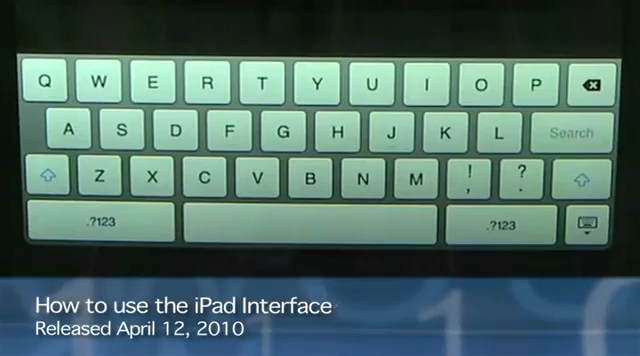 Q W E R T Y U I O P
A S D F G H J K L Search
Z X C V B N M ! , ? .
.?123 .?123
How to use the iPad Interface
Released April 12, 2010